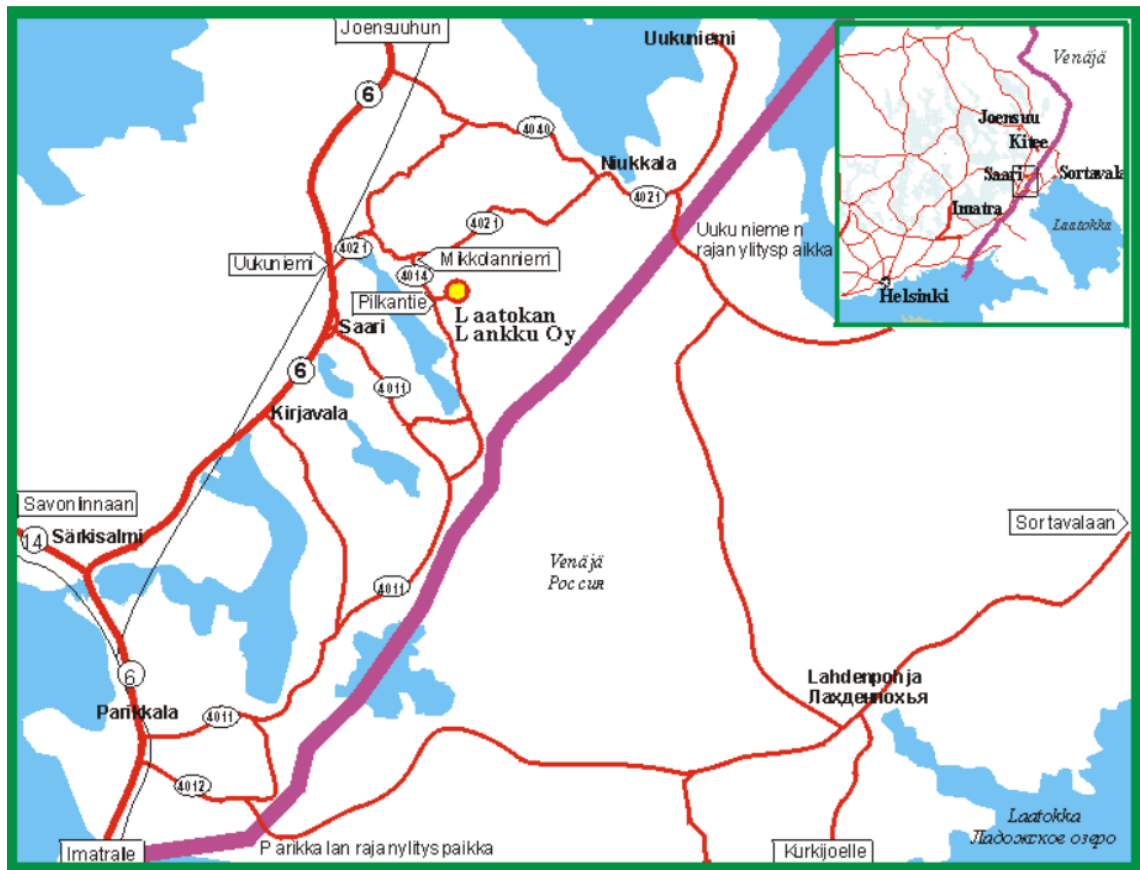 Joensuuhun
Uukuniemi
6
4040
Niukkala
4021
4021
4021
Uuku niemen
rajanylityspaikka
Uukuniemi
Mikkolanniemi
4014
Pilkantie
Laatokan
Lankku Oy
Saari
6
4011
Kirjavala
Savonlinnaan
14
Särkisalmi
Sortavalaan
Venäjä
Россия
4011
6
Lahdenpohja
Лахденпохья
Parikkala
4011
4012
Imatralle
Parikkalan rajanylityspaikka
Kurkijoelle
Laatokka
Ладожское озеро
Venäjä
Joensuu
Kitee
Saari
Sortavala
Imatra
Laatokka
Helsinki